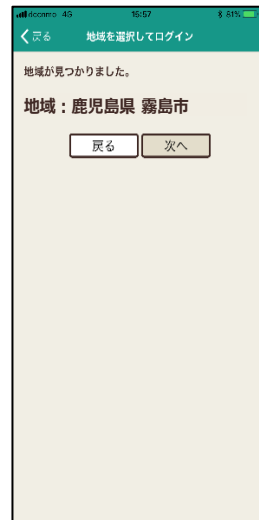 docomo 4G 15:57 81%
戻る 地域を選択してログイン
地域が見つかりました。
地域：鹿児島県 霧島市
戻る 次へ